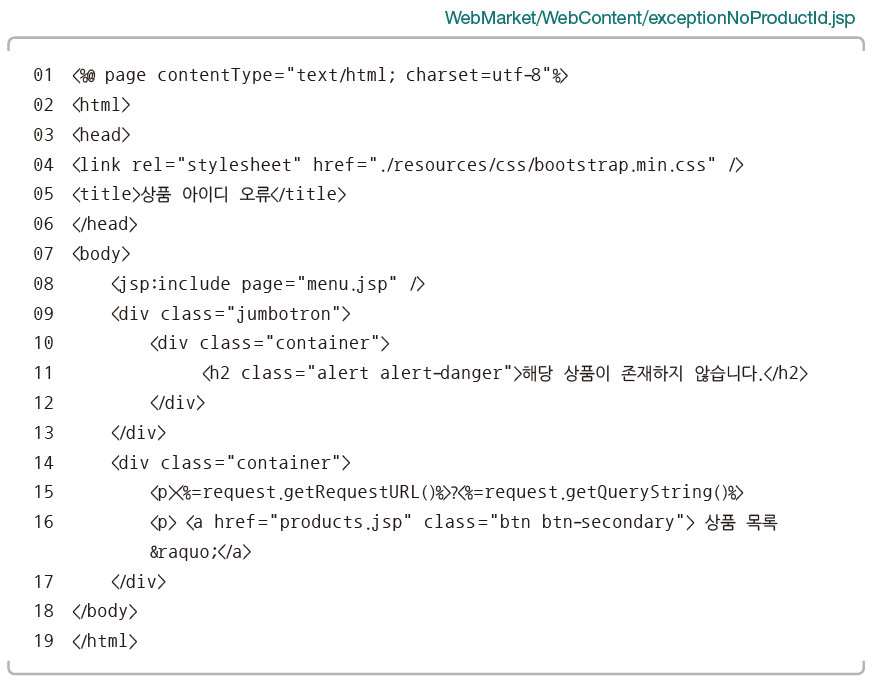 WebMarket/WebContent/exceptionNoProductId.jsp
01 <%@ page contentType="text/html; charset=utf-8"%>
02 <html>
03 <head>
04 <link rel="stylesheet" href="./resources/css/bootstrap.min.css" />
05 <title>상품 아이디 오류</title>
06 </head>
07 <body>
08     <jsp:include page="menu.jsp" />
09     <div class="jumbotron">
10         <div class="container">
11             <h2 class="alert alert-danger">해당 상품이 존재하지 않습니다.</h2>
12         </div>
13     </div>
14     <div class="container">
15         <p><%=request.getRequestURL()%>?<%=request.getQueryString()%>
16         <p> <a href="products.jsp" class="btn btn-secondary"> 상품 목록
        &raquo;</a>
17     </div>
18 </body>
19 </html>